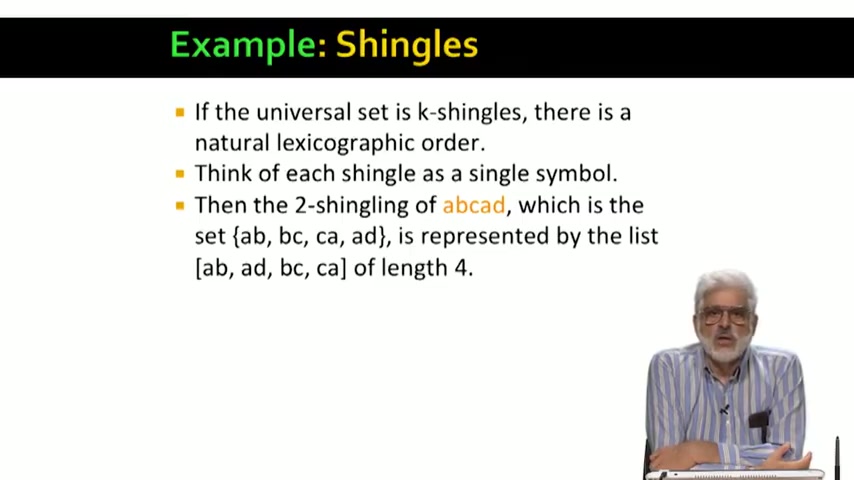 Example: Shingles
If the universal set is k-shingles, there is a
natural lexicographic order.
Think of each shingle as a single symbol.
Then the 2-shingling of abcad, which is the
set {ab, bc, ca, ad}, is represented by the list
[ab, ad, bc, ca] of length 4.